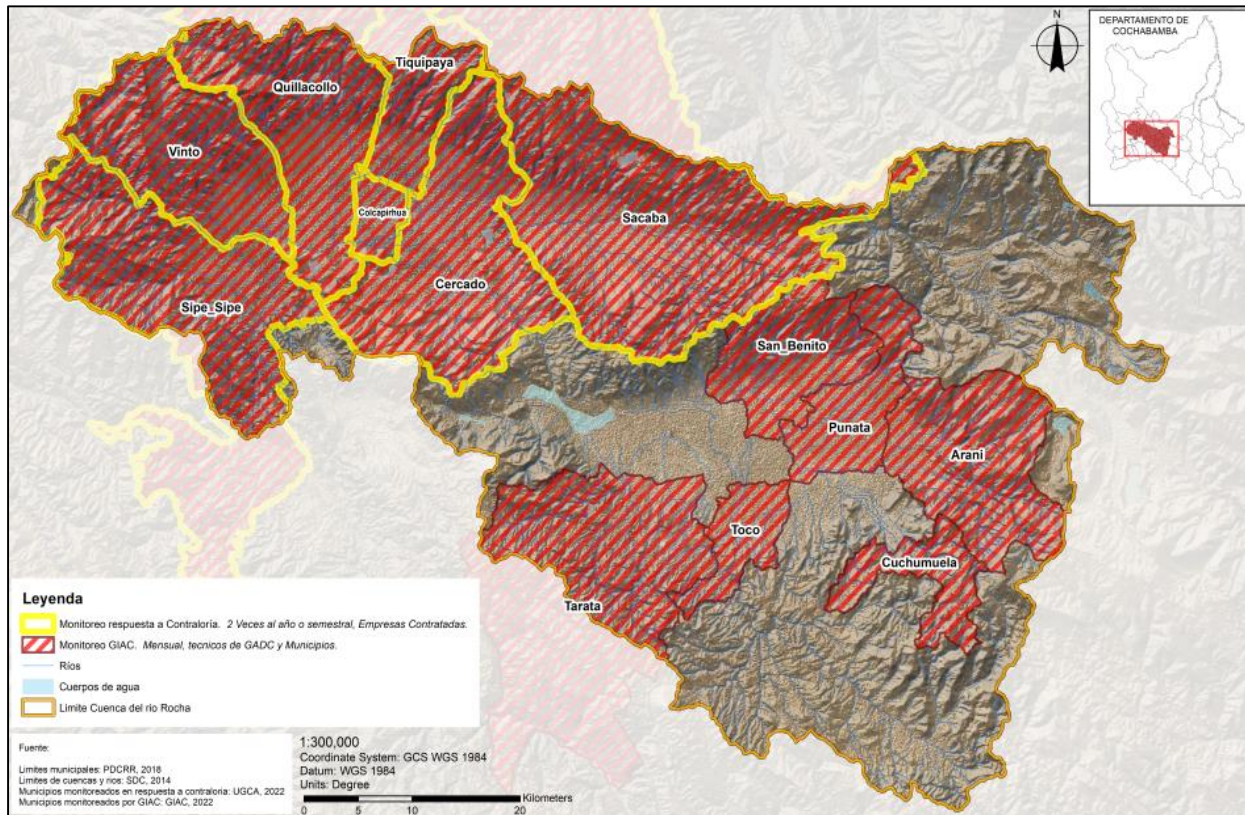 DEPARTAMENTO DE
COCHABAMBA
N
Tiquipaya
Quillacollo
Vinto
Colcapirhua
Sacaba
Cercado
Sipe_Sipe
San_Benito
Punata
Arani
Toco
Cuchumuela
Tarata
Leyenda
Monitoreo respuesta a Contraloría. 2 Veces al año o semestral, Empresas Contratadas.
Monitoreo GIAC. Mensual, tecnicos de GADC y Municipios.
Ríos
Cuerpos de agua
Limite Cuenca del río Rocha
Fuente:
Limites municipales: PDCRR, 2018
Limites de cuencas y rios: SDC, 2014
Municipios monitoreados en respuesta a contraloria: UGCA, 2022
Municipios monitoreados por GIAC: GIAC, 2022
1:300,000
Coordinate System: GCS WGS 1984
Datum: WGS 1984
Units: Degree
Kilometers
0 5 10 20